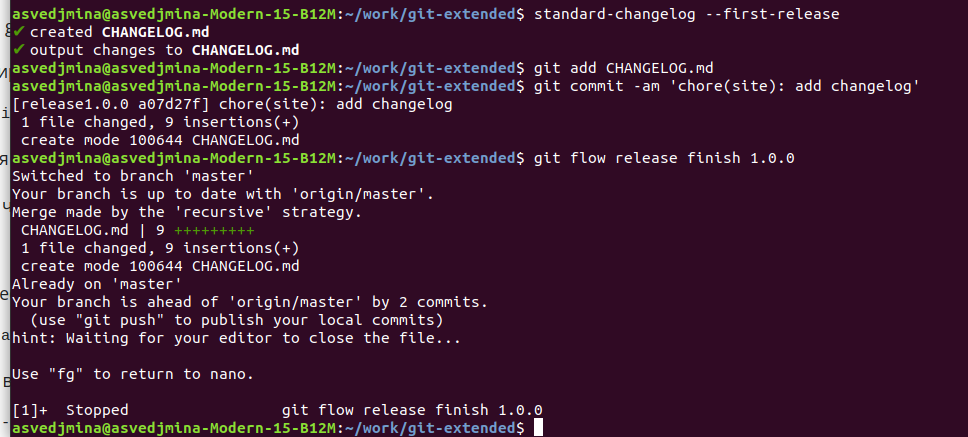 asvedjmina@asvedjmina-Modern-15-B12M:~/work/git-extended$ standard-changelog --first-release
✔ created CHANGELOG.md
✔ output changes to CHANGELOG.md
asvedjmina@asvedjmina-Modern-15-B12M:~/work/git-extended$ git add CHANGELOG.md
asvedjmina@asvedjmina-Modern-15-B12M:~/work/git-extended$ git commit -am 'chore(site): add changelog'
[release1.0.0 a07d27f] chore(site): add changelog
 1 file changed, 9 insertions(+)
 create mode 100644 CHANGELOG.md
asvedjmina@asvedjmina-Modern-15-B12M:~/work/git-extended$ git flow release finish 1.0.0
Switched to branch 'master'
Your branch is up to date with 'origin/master'.
Merge made by the 'recursive' strategy.
 CHANGELOG.md | 9 +++++++++
 1 file changed, 9 insertions(+)
 create mode 100644 CHANGELOG.md
Already on 'master'
Your branch is ahead of 'origin/master' by 2 commits.
  (use "git push" to publish your local commits)
hint: Waiting for your editor to close the file...
Use "fg" to return to nano.
[1]+  Stopped                 git flow release finish 1.0.0
asvedjmina@asvedjmina-Modern-15-B12M:~/work/git-extended$